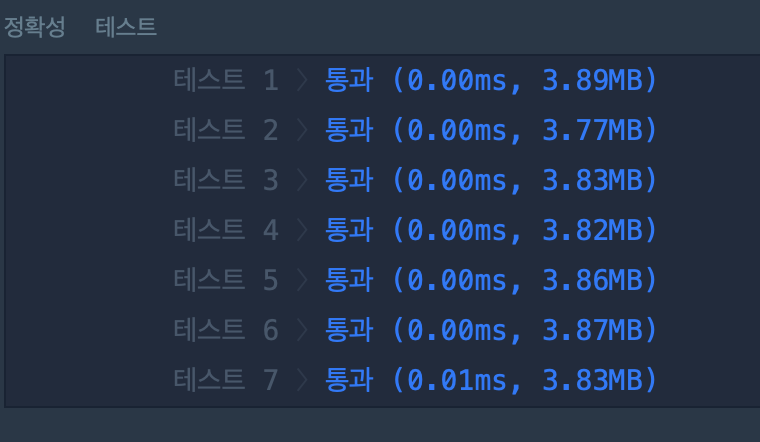 정확성 테스트
테스트 1 > 통과 (0.00ms, 3.89MB)
테스트 2 > 통과 (0.00ms, 3.77MB)
테스트 3 > 통과 (0.00ms, 3.83MB)
테스트 4 > 통과 (0.00ms, 3.82MB)
테스트 5 > 통과 (0.00ms, 3.86MB)
테스트 6 > 통과 (0.00ms, 3.87MB)
테스트 7 > 통과 (0.01ms, 3.83MB)